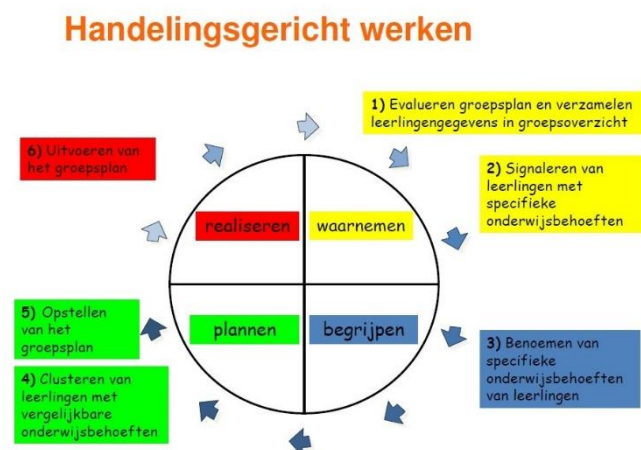 Handelingsgericht werken
1) Evalueren groepsplan en verzamelen
leerlingengegevens in groepsoverzicht
2) Signaleren van
leerlingen met
specifieke
onderwijsbehoeften
3) Benoemen van
specifieke
onderwijsbehoeften
van leerlingen
4) Clusteren van
leerlingen met
vergelijkbare
onderwijsbehoeften
5) Opstellen
van het
groepsplan
6) Uitvoeren van
het groepsplan
realiseren
waarnemen
plannen
begrijpen